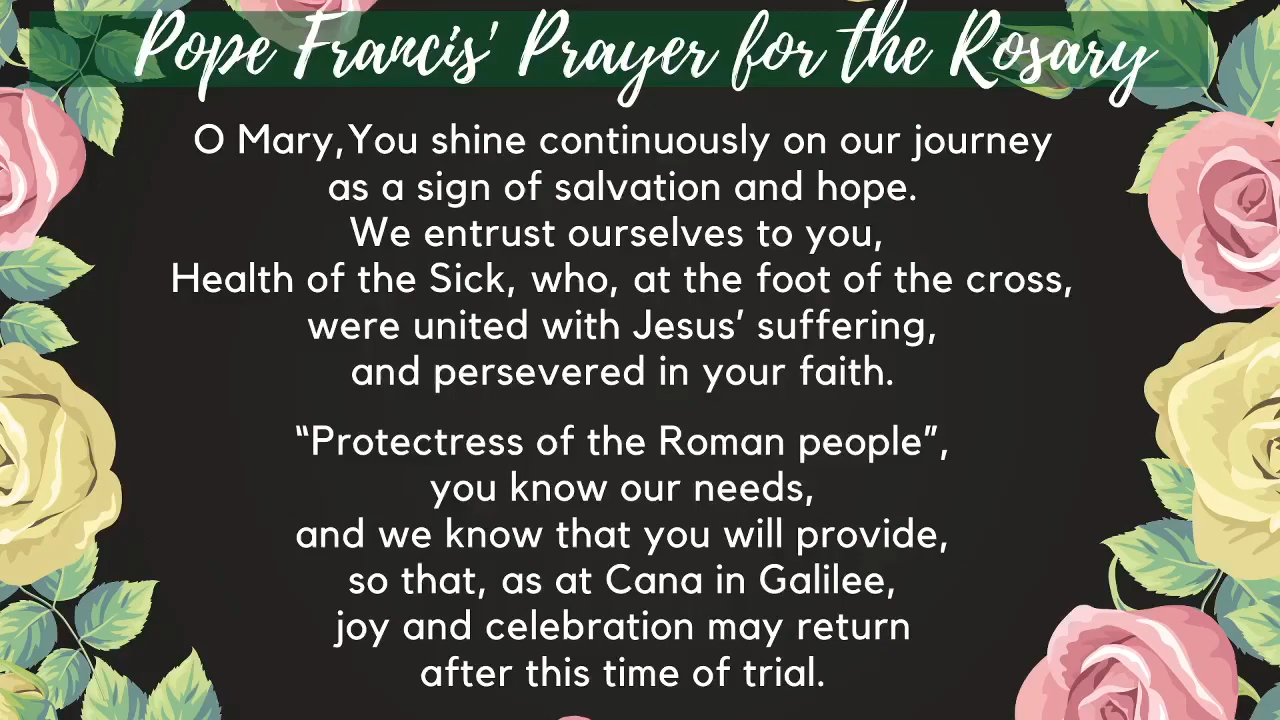 Pope Francis' Prayer for the Rosary
O Mary,You shine continuously on our journey
as a sign of salvation and hope.
We entrust ourselves to you,
Health of the Sick, who, at the foot of the cross,
were united with Jesus’ suffering,
and persevered in your faith.
“Protectress of the Roman people”,
you know our needs,
and we know that you will provide,
so that, as at Cana in Galilee,
joy and celebration may return
after this time of trial.